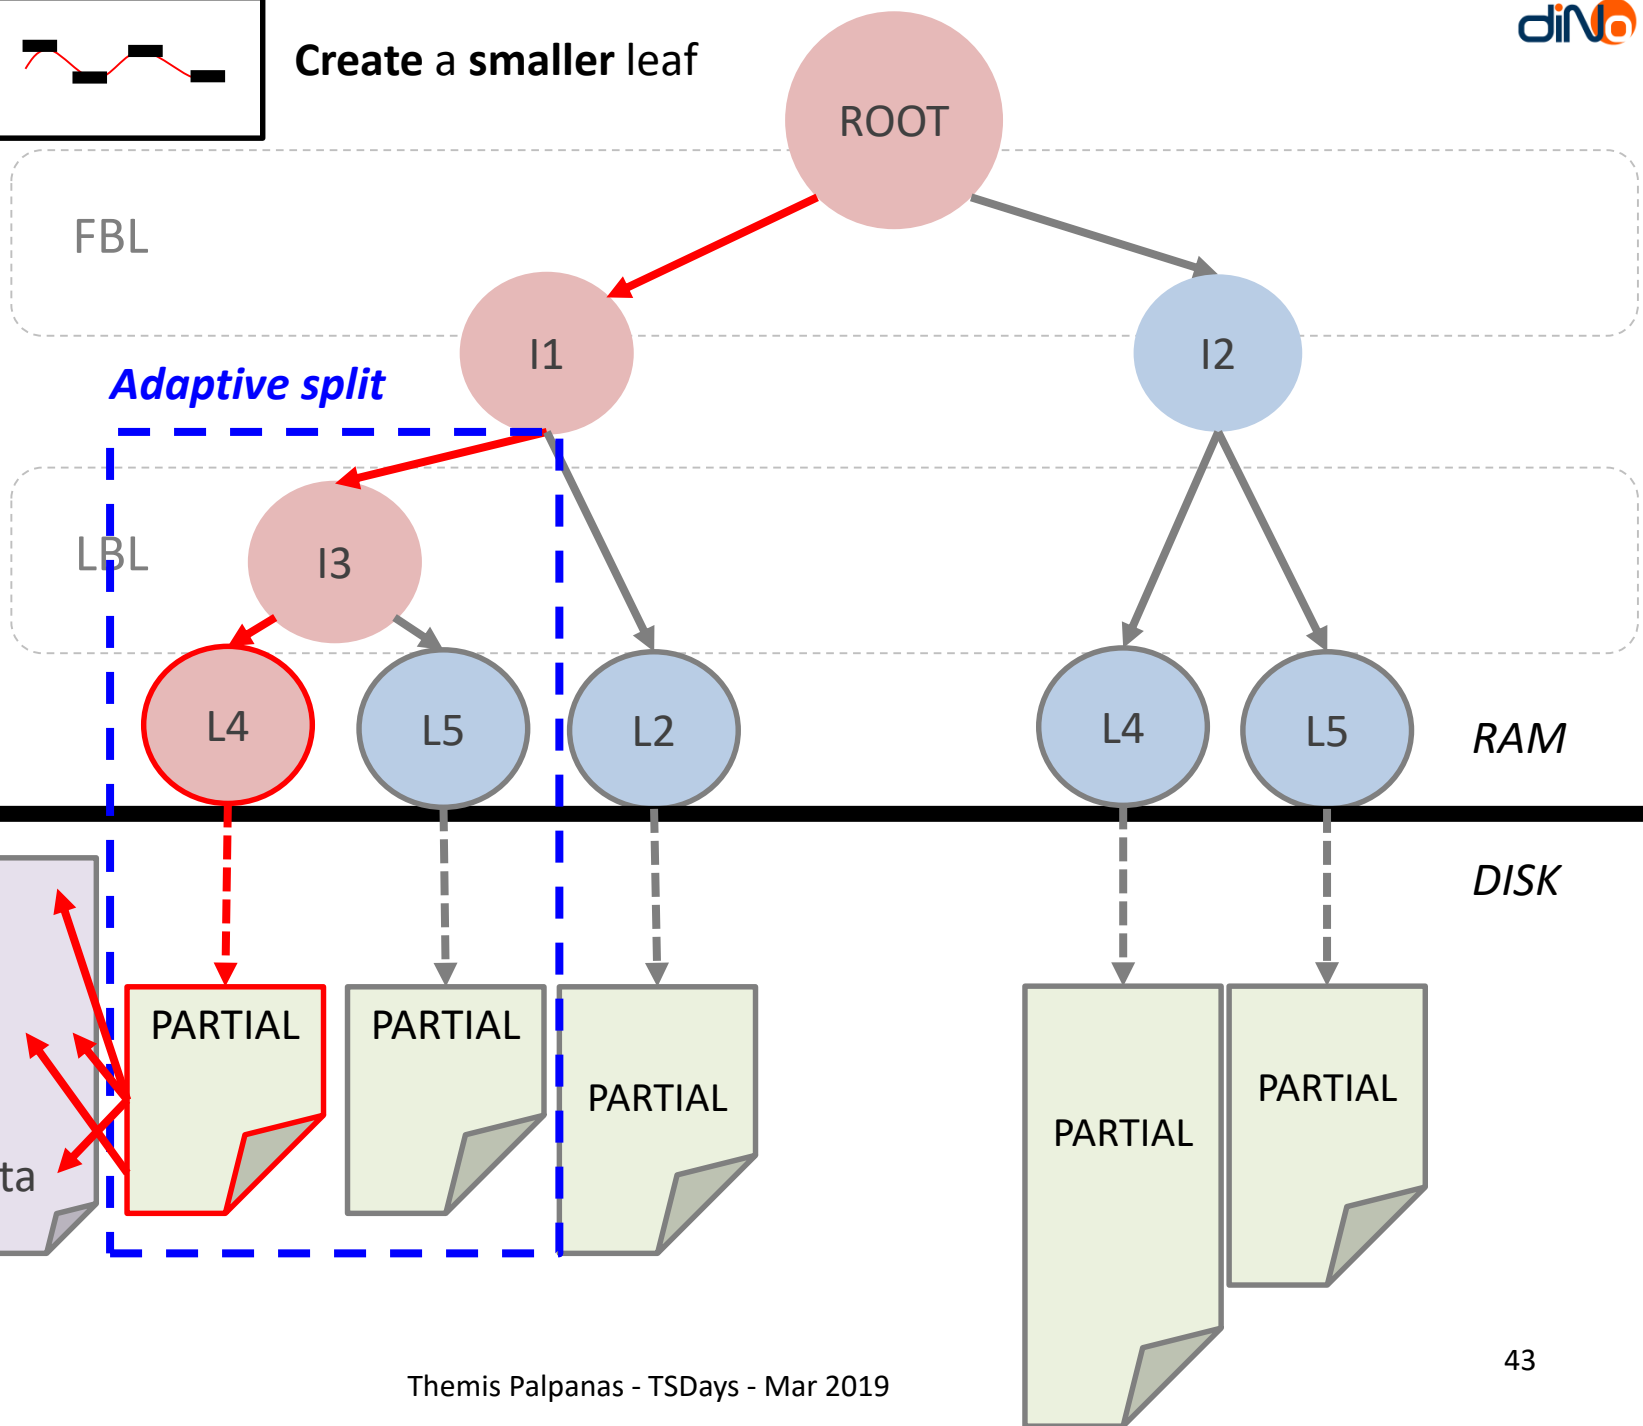 Create a smaller leaf
diNo
ROOT
FBL
I1
I2
Adaptive split
LBL
I3
L4
L5
L2
L4
L5
RAM
DISK
PARTIAL
PARTIAL
PARTIAL
PARTIAL
PARTIAL
ta
43
Themis Palpanas - TSDays - Mar 2019